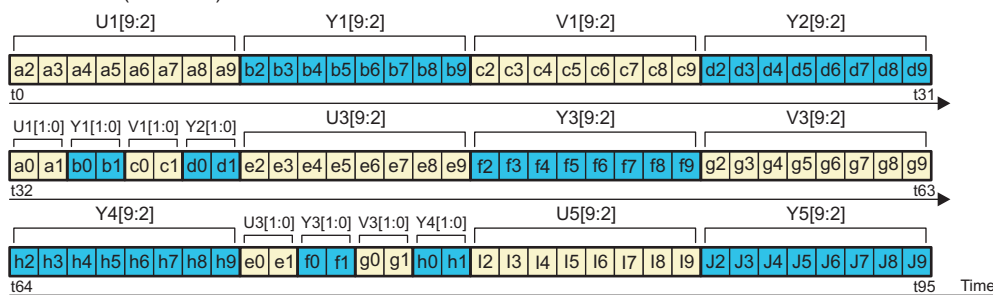 U1[9:2] Y1[9:2] V1[9:2] Y2[9:2]
a2 a3 a4 a5 a6 a7 a8 a9 b2 b3 b4 b5 b6 b7 b8 b9 c2 c3 c4 c5 c6 c7 c8 c9 d2 d3 d4 d5 d6 d7 d8 d9
t0 t31
U1[1:0] Y1[1:0] V1[1:0] Y2[1:0] U3[9:2] Y3[9:2] V3[9:2]
a0 a1 b0 b1 c0 c1 d0 d1 e2 e3 e4 e5 e6 e7 e8 e9 f2 f3 f4 f5 f6 f7 f8 f9 g2 g3 g4 g5 g6 g7 g8 g9
t32 t63
Y4[9:2] U3[1:0] Y3[1:0] V3[1:0] Y4[1:0] U5[9:2] Y5[9:2]
h2 h3 h4 h5 h6 h7 h8 h9 e0 e1 f0 f1 g0 g1 h0 h1 I2 I3 I4 I5 I6 I7 I8 I9 J2 J3 J4 J5 J6 J7 J8 J9
t64 t95 Time